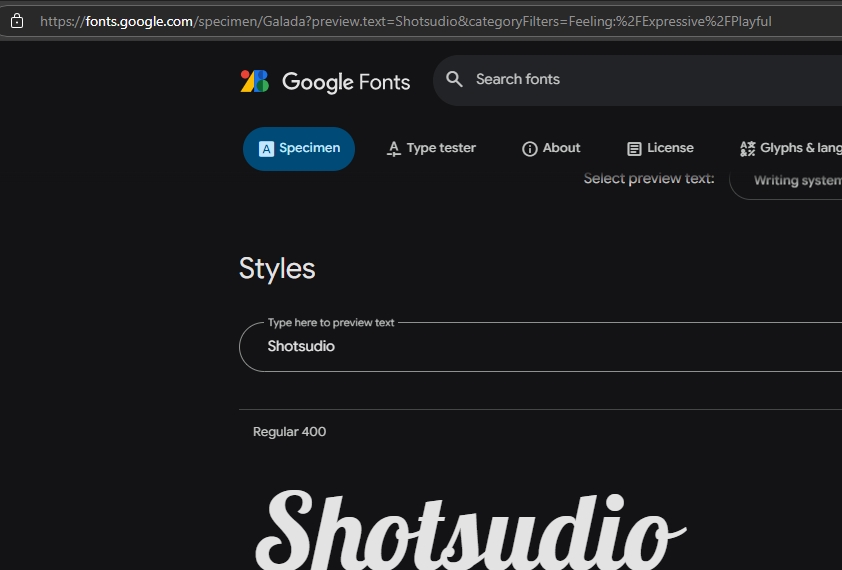 https://fonts.google.com/specimen/Galada?preview.text=Shotsudio&categoryFilters=Feeling:%2FExpressive%2FPlayful
Google Fonts
Search fonts
Specimen
Type tester
About
License
Glyphs & lang
Select preview text:
Writing system
Styles
Type here to preview text
Shotsudio
Regular 400
Shotsudio